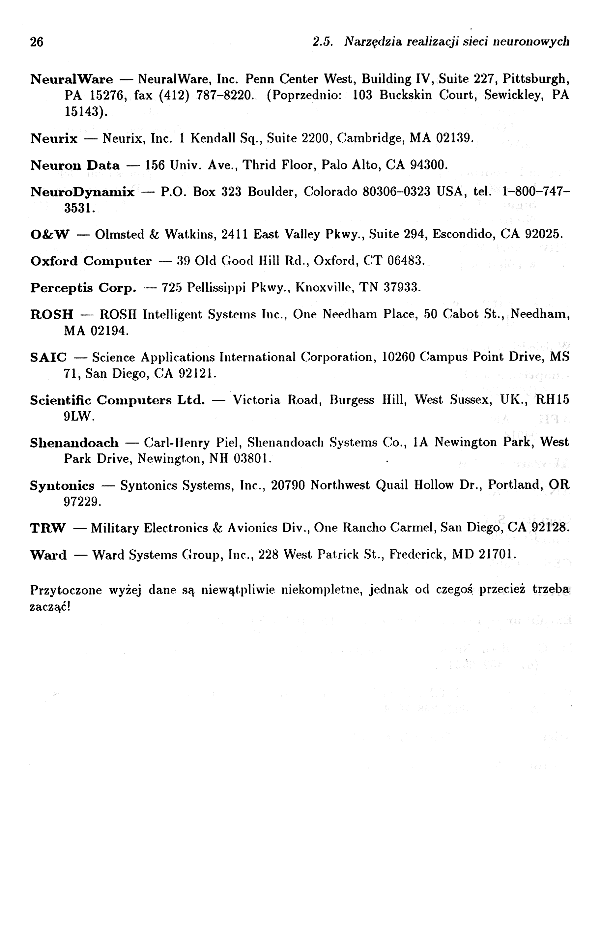 26 2.5. Narzędzia realizacji sieci neuronowych
NeuralWare — NeuralWare, Inc. Penn Center West, Building IV, Suite 227, Pittsburgh,
PA 15276, fax (412) 787–8220. (Poprzednio: 103 Buckskin Court, Sewickley, PA
15143).
Neurix — Neurix, Inc. 1 Kendall Sq., Suite 2200, Cambridge, MA 02139.
Neuron Data — 156 Univ. Ave., Thrid Floor, Palo Alto, CA 94300.
NeuroDynamix — P.O. Box 323 Boulder, Colorado 80306–0323 USA, tel. 1–800–747–
3531.
O&W — Olmsted & Watkins, 2411 East Valley Pkwy., Suite 294, Escondido, CA 92025.
Oxford Computer — 39 Old Good Hill Rd., Oxford, CT 06483.
Perceptis Corp. — 725 Pellissippi Pkwy., Knoxville, TN 37933.
ROSH — ROSH Intelligent Systems Inc., One Needham Place, 50 Cabot St., Needham,
MA 02194.
SAIC — Science Applications International Corporation, 10260 Campus Point Drive, MS
71, San Diego, CA 92121.
Scientific Computers Ltd. — Victoria Road, Burgess Hill, West Sussex, UK., RH15
9LW.
Shenandoach — Carl-Henry Piel, Shenandoach Systems Co., 1A Newington Park, West
Park Drive, Newington, NH 03801.
Syntonics — Syntonics Systems, Inc., 20790 Northwest Quail Hollow Dr., Portland, OR
97229.
TRW — Military Electronics & Avionics Div., One Rancho Carmel, San Diego, CA 92128.
Ward — Ward Systems Group, Inc., 228 West Patrick St., Frederick, MD 21701.
Przytoczone wyżej dane są niewątpliwie niekompletne, jednak od czegoś przecież trzeba
zacząć!